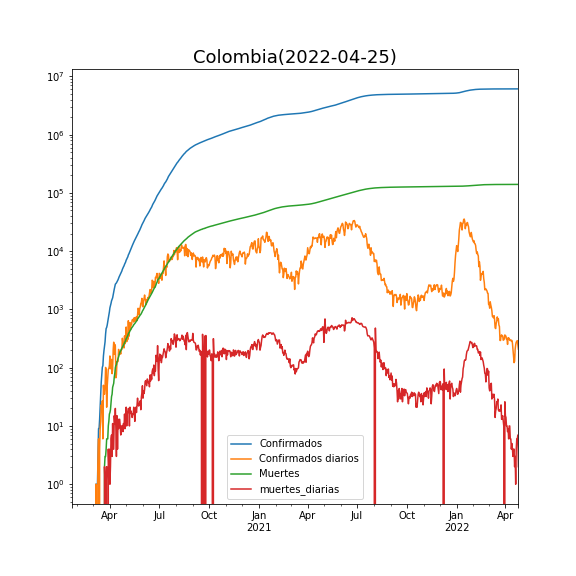 Colombia(2022-04-25)
10^7
10^6
10^5
10^4
10^3
10^2
10^1
10^0
Confirmados
Confirmados diarios
Muertes
muertes_diarias
Apr Jul Oct Jan Apr Jul Oct Jan Apr
2021 2022